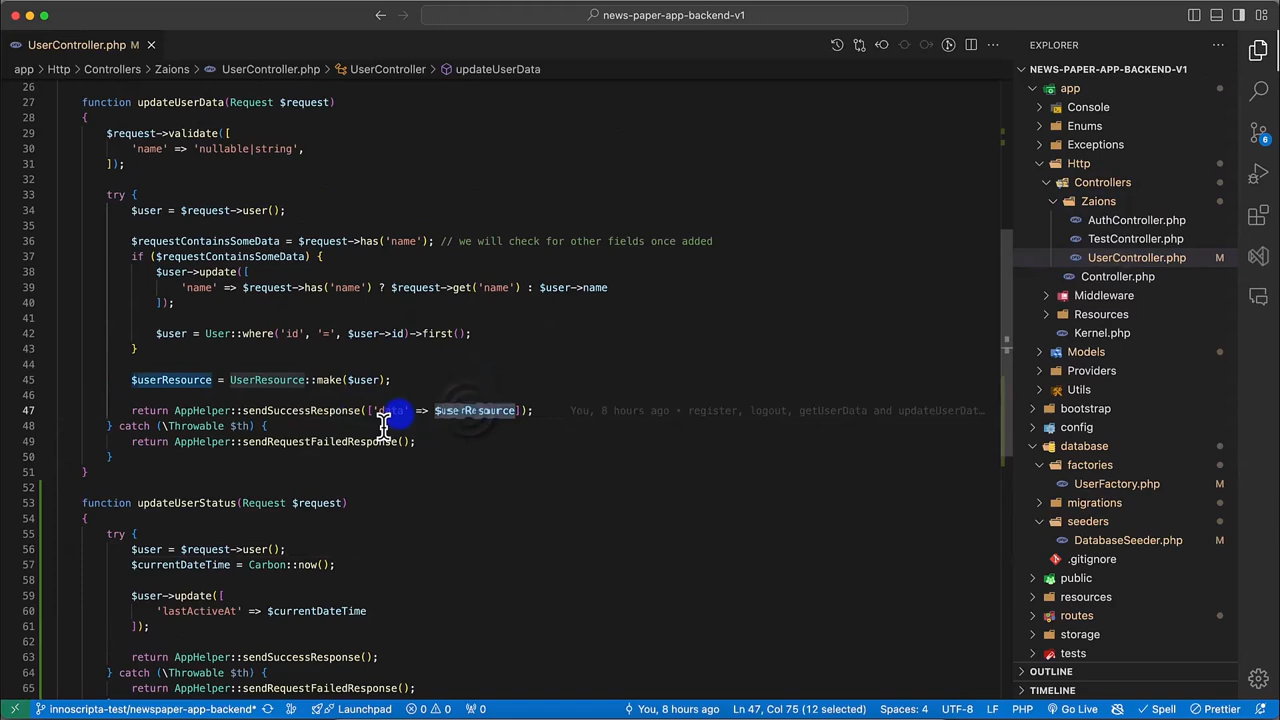 news-paper-app-backend-v1
UserController.php M
app > Http > Controllers > Zaions > UserController.php > UserController > updateUserData
26
27 function updateUserData(Request $request)
28 {
29 $request->validate([
30 'name' => 'nullable|string',
31 ]);
32
33 try {
34 $user = $request->user();
35
36 $requestContainsSomeData = $request->has('name'); // we will check for other fields once added
37 if ($requestContainsSomeData) {
38 $user->update([
39 'name' => $request->has('name') ? $request->get('name') : $user->name
40 ]);
41
42 $user = User::where('id', '=', $user->id)->first();
43 }
44
45 $userResource = UserResource::make($user);
46
47 return AppHelper::sendSuccessResponse(['data' => $userResource]); You, 8 hours ago • register, logout, getUserData and updateUserDat…
48 } catch (\Throwable $th) {
49 return AppHelper::sendRequestFailedResponse();
50 }
51 }
52
53 function updateUserStatus(Request $request)
54 {
55 try {
56 $user = $request->user();
57 $currentDateTime = Carbon::now();
58
59 $user->update([
60 'lastActiveAt' => $currentDateTime
61 ]);
62
63 return AppHelper::sendSuccessResponse();
64 } catch (\Throwable $th) {
65 return AppHelper::sendRequestFailedResponse();
EXPLORER
NEWS-PAPER-APP-BACKEND-V1
app
Console
Enums
Exceptions
Http
Controllers
Zaions
AuthController.php
TestController.php
UserController.php M
Controller.php
Middleware
Resources
Kernel.php
Models
Providers
Utils
bootstrap
config
database
factories
UserFactory.php M
migrations
seeders
DatabaseSeeder.php M
.gitignore
public
resources
routes
storage
tests
OUTLINE
TIMELINE
6
innoscripta-test/newspaper-app-backend* Launchpad 0 0 0 You, 8 hours ago Ln 47, Col 75 (12 selected) Spaces: 4 UTF-8 LF PHP Go Live Spell Prettier